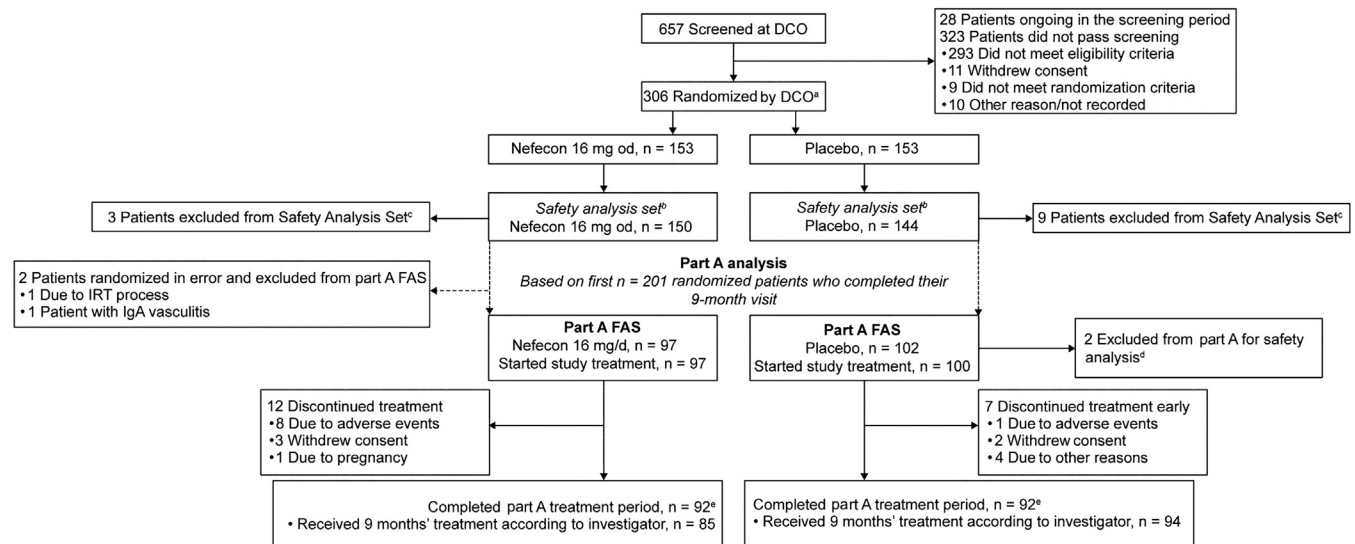 657 Screened at DCO
28 Patients ongoing in the screening period
323 Patients did not pass screening
•293 Did not meet eligibility criteria
•11 Withdrew consent
•9 Did not meet randomization criteria
•10 Other reason/not recorded
306 Randomized by DCOᵃ
Nefecon 16 mg od, n = 153
Placebo, n = 153
3 Patients excluded from Safety Analysis Setᶜ
Safety analysis setᵇ
Nefecon 16 mg od, n = 150
Safety analysis setᵇ
Placebo, n = 144
9 Patients excluded from Safety Analysis Setᶜ
Part A analysis
Based on first n = 201 randomized patients who completed their
9-month visit
2 Patients randomized in error and excluded from part A FAS
•1 Due to IRT process
•1 Patient with IgA vasculitis
Part A FAS
Nefecon 16 mg/d, n = 97
Started study treatment, n = 97
Part A FAS
Placebo, n = 102
Started study treatment, n = 100
2 Excluded from part A for safety
analysisᵈ
12 Discontinued treatment
•8 Due to adverse events
•3 Withdrew consent
•1 Due to pregnancy
7 Discontinued treatment early
•1 Due to adverse events
•2 Withdrew consent
•4 Due to other reasons
Completed part A treatment period, n = 92ᵉ
• Received 9 months' treatment according to investigator, n = 85
Completed part A treatment period, n = 92ᵉ
• Received 9 months' treatment according to investigator, n = 94